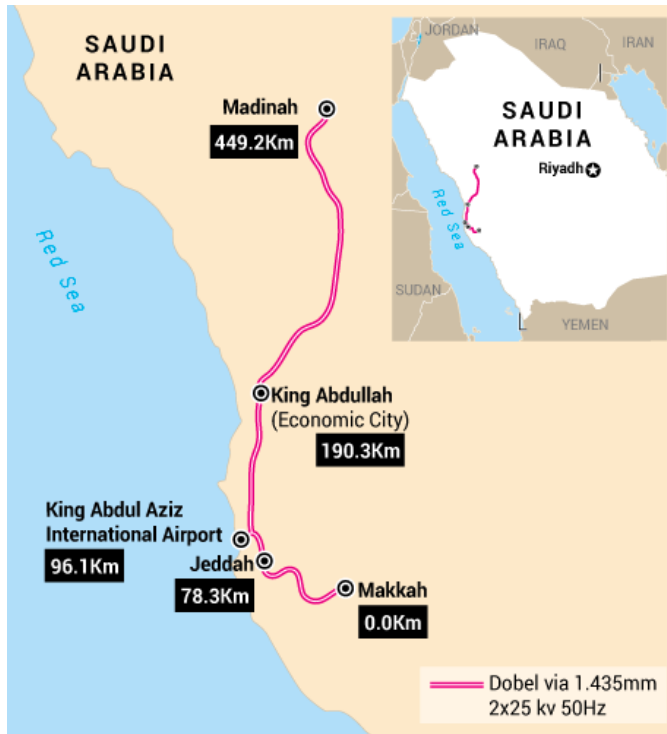 SAUDI
ARABIA
Madinah
449.2Km
Red Sea
King Abdullah
(Economic City)
190.3Km
King Abdul Aziz
International Airport
96.1Km
Jeddah
78.3Km
Makkah
0.0Km
Dobel via 1.435mm
2x25 kv 50Hz
JORDAN
IRAQ
IRAN
SAUDI
ARABIA
Riyadh
Red Sea
SUDAN
YEMEN